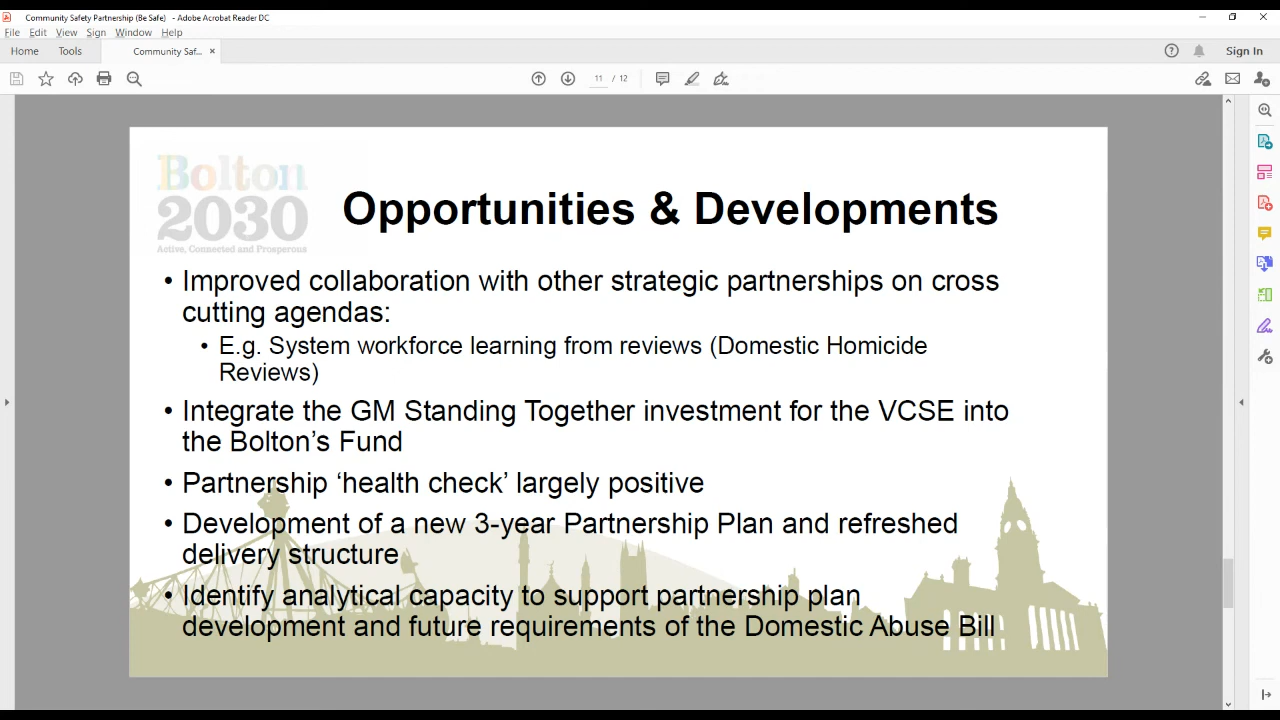 Community Safety Partnership (Be Safe) - Adobe Acrobat Reader DC
File Edit View Sign Window Help
Home Tools Community Saf... × Sign In
11 / 12
Bolton
2030
Active, Connected and Prosperous
Opportunities & Developments
• Improved collaboration with other strategic partnerships on cross
cutting agendas:
• E.g. System workforce learning from reviews (Domestic Homicide
Reviews)
• Integrate the GM Standing Together investment for the VCSE into
the Bolton’s Fund
• Partnership ‘health check’ largely positive
• Development of a new 3-year Partnership Plan and refreshed
delivery structure
• Identify analytical capacity to support partnership plan
development and future requirements of the Domestic Abuse Bill